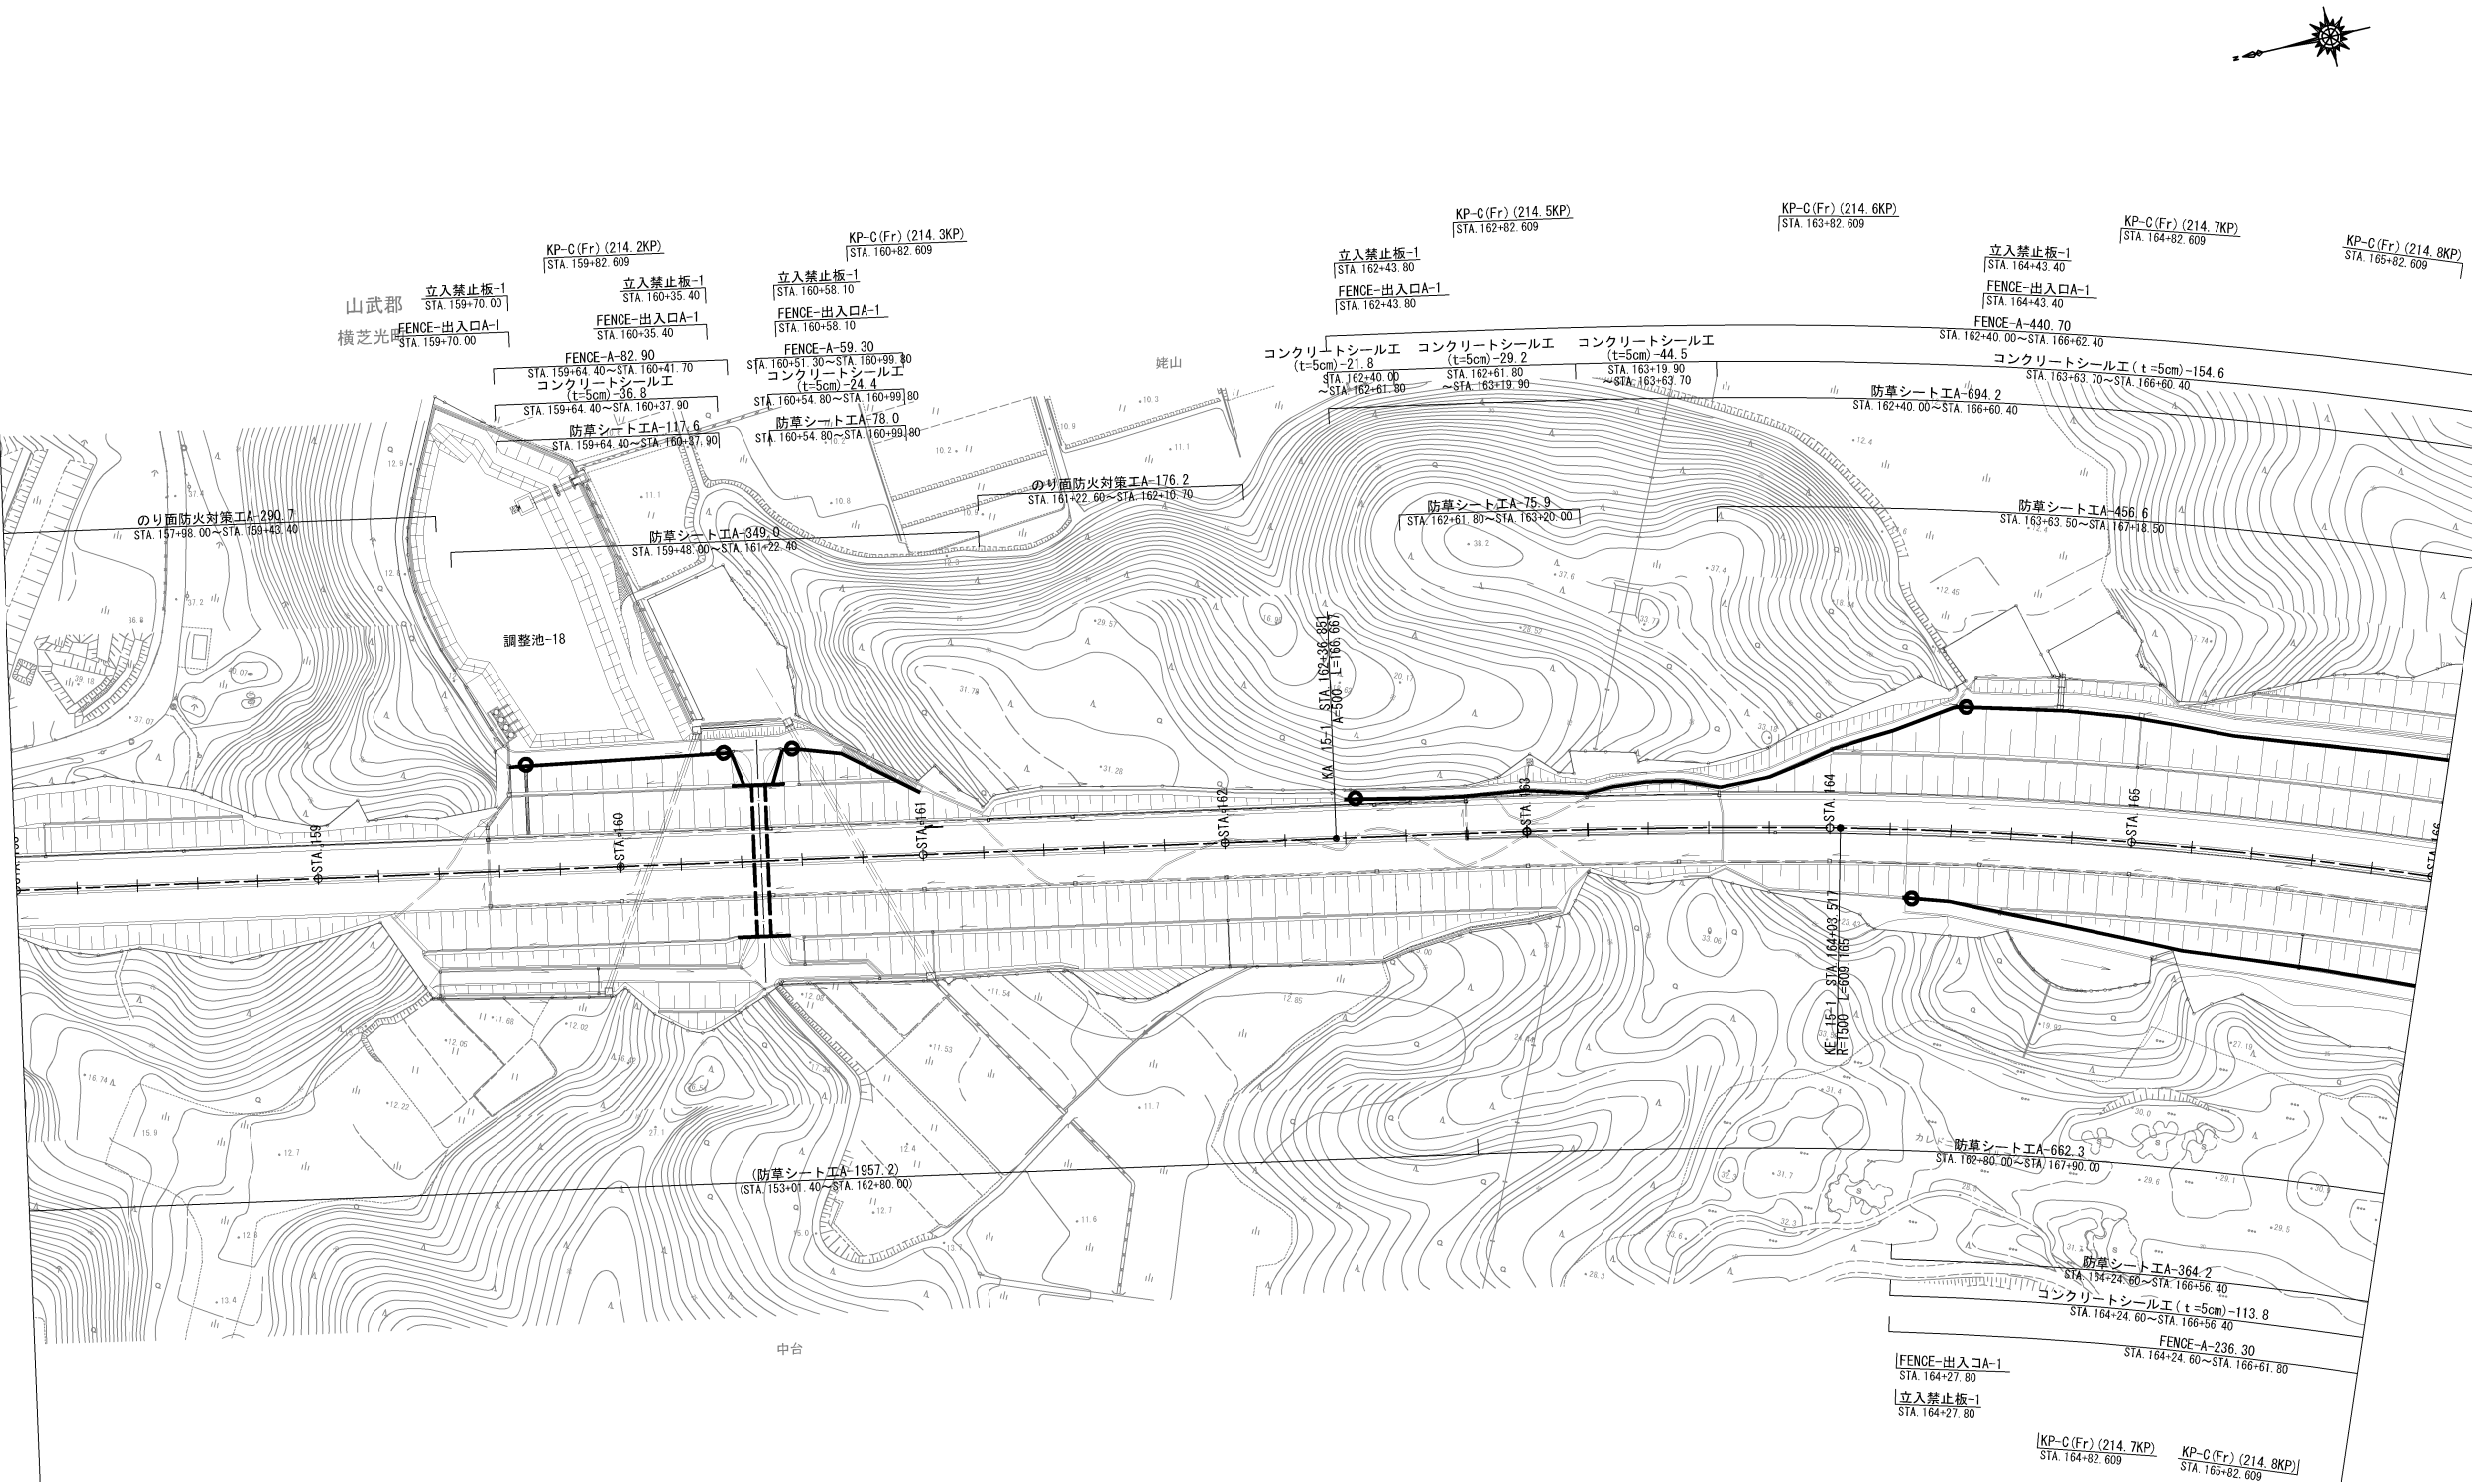 N
KP-C(Fr) (214.5KP)
STA.162+82.609
KP-C(Fr) (214.6KP)
STA.163+82.609
KP-C(Fr) (214.7KP)
STA.164+82.609
KP-C(Fr) (214.8KP)
STA.165+82.609
KP-C(Fr) (214.2KP)
STA.159+82.609
KP-C(Fr) (214.3KP)
STA.160+82.609
立入禁止板-1
STA.159+70.00
FENCE-出入口A-1
STA.159+70.00
立入禁止板-1
STA.160+35.40
FENCE-出入口A-1
STA.160+35.40
立入禁止板-1
STA.160+58.10
FENCE-出入口A-1
STA.160+58.10
立入禁止板-1
STA.162+43.80
FENCE-出入口A-1
STA.162+43.80
立入禁止板-1
STA.164+43.40
FENCE-出入口A-1
STA.164+43.40
山武郡
横芝光町
FENCE-A-82.90
STA.159+64.40～STA.160+41.70
コンクリートシール工
(t=5cm)-36.8
STA.159+64.40～STA.160+37.90
防草シート工A-117.6
STA.159+64.40～STA.160+37.90
FENCE-A-59.30
STA.160+51.30～STA.160+99.80
コンクリートシール工
(t=5cm)-24.4
STA.160+54.80～STA.160+99.80
防草シート工A-78.0
STA.160+54.80～STA.160+99.80
姥山
コンクリートシール工
(t=5cm)-21.8
STA.162+40.00
～STA.162+61.80
コンクリートシール工
(t=5cm)-29.2
STA.162+61.80
～STA.163+19.90
コンクリートシール工
(t=5cm)-44.5
STA.163+19.90
～STA.163+63.70
FENCE-A-440.70
STA.162+40.00～STA.166+62.40
コンクリートシール工(t=5cm)-154.6
STA.163+63.70～STA.166+60.40
防草シート工A-694.2
STA.162+40.00～STA.166+60.40
のり面防火対策工A-290.7
STA.157+98.00～STA.159+43.40
防草シート工A-349.0
STA.159+48.00～STA.161+22.40
のり面防火対策工A-176.2
STA.161+22.60～STA.162+10.70
防草シート工A-75.9
STA.162+61.80～STA.163+20.00
防草シート工A-456.6
STA.163+63.50～STA.167+18.50
調整池-18
KA 15-1 STA.162+36.851
A=500 L=166.667
STA.159
STA.160
STA.161
STA.162
STA.163
STA.164
STA.165
KE 15-1 STA.164+03.517
R=1500 L=609.165
(防草シート工A-1957.2)
(STA.153+01.40～STA.162+80.00)
防草シート工A-662.3
STA.162+80.00～STA.167+90.00
防草シート工A-364.2
STA.164+24.60～STA.166+56.40
コンクリートシール工(t=5cm)-113.8
STA.164+24.60～STA.166+56.40
FENCE-A-236.30
STA.164+24.60～STA.166+61.80
中台
FENCE-出入コA-1
STA.164+27.80
立入禁止板-1
STA.164+27.80
KP-C(Fr) (214.7KP)
STA.164+82.609
KP-C(Fr) (214.8KP)
STA.165+82.609